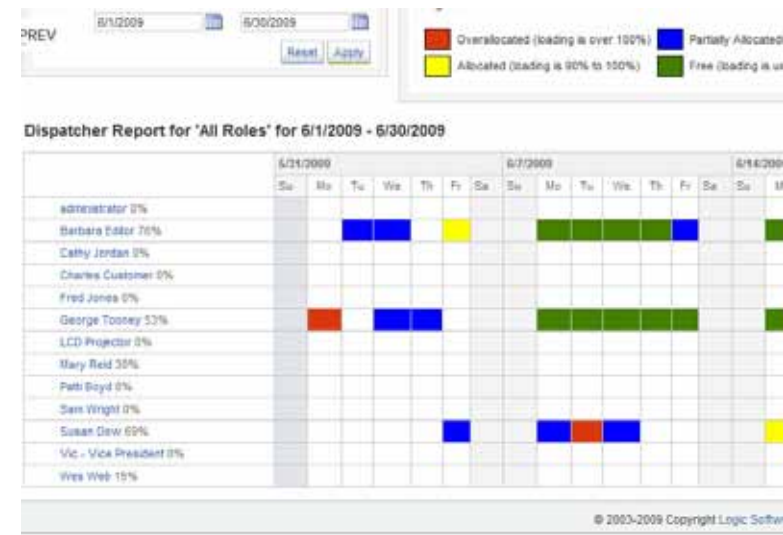 PREV
6/1/2009 6/30/2009
Reset Apply
Overallocated (loading is over 100%) Partially Allocated
Allocated (loading is 90% to 100%) Free (loading is
Dispatcher Report for 'All Roles' for 6/1/2009 - 6/30/2009
5/31/2009 6/7/2009 6/14/200
Su Mo Tu We Th Fr Sa Su Mo Tu We Th Fr Sa Su M
administrator 0%
Barbara Editor 76%
Cathy Jordan 0%
Charles Customer 0%
Fred Jones 0%
George Tooney 53%
LCD Projector 0%
Mary Reid 30%
Patti Boyd 0%
Sam Wright 0%
Susan Dew 69%
Vic - Vice President 0%
Wes Web 15%
© 2003-2009 Copyright Logic Softw